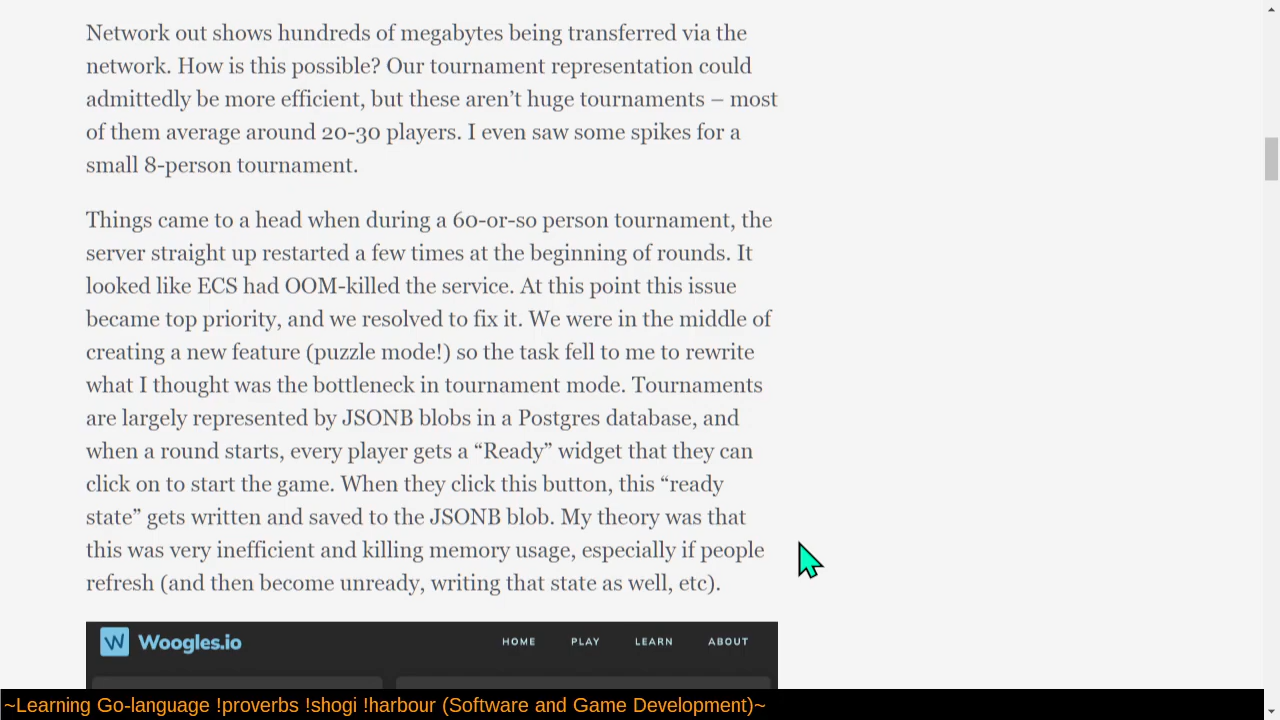 Network out shows hundreds of megabytes being transferred via the
network. How is this possible? Our tournament representation could
admittedly be more efficient, but these aren’t huge tournaments – most
of them average around 20-30 players. I even saw some spikes for a
small 8-person tournament.
Things came to a head when during a 60-or-so person tournament, the
server straight up restarted a few times at the beginning of rounds. It
looked like ECS had OOM-killed the service. At this point this issue
became top priority, and we resolved to fix it. We were in the middle of
creating a new feature (puzzle mode!) so the task fell to me to rewrite
what I thought was the bottleneck in tournament mode. Tournaments
are largely represented by JSONB blobs in a Postgres database, and
when a round starts, every player gets a “Ready” widget that they can
click on to start the game. When they click this button, this “ready
state” gets written and saved to the JSONB blob. My theory was that
this was very inefficient and killing memory usage, especially if people
refresh (and then become unready, writing that state as well, etc).
W Woogles.io HOME PLAY LEARN ABOUT
~Learning Go-language !proverbs !shogi !harbour (Software and Game Development)~